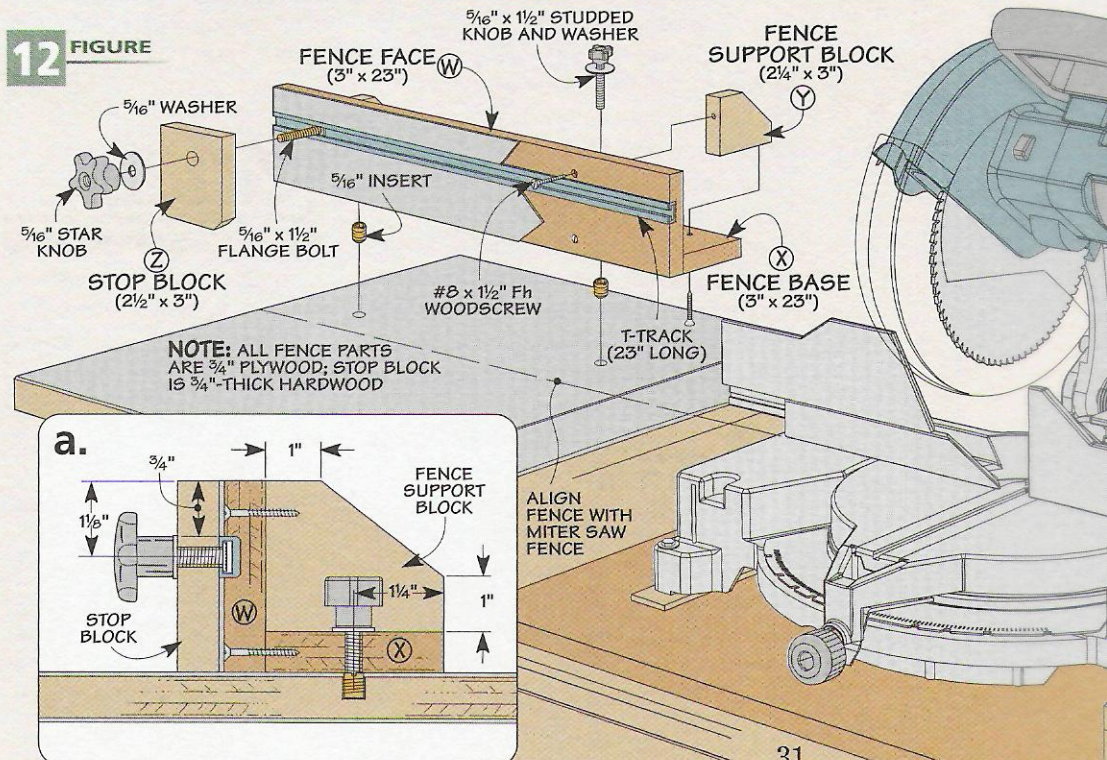 12 FIGURE
5/16" x 1½" STUDDED
KNOB AND WASHER
FENCE FACE W
(3" x 23")
FENCE
SUPPORT BLOCK
(2¼" x 3")
Y
5/16" WASHER
5/16" INSERT
5/16" STAR
KNOB
5/16" x 1½"
FLANGE BOLT
Z
STOP BLOCK
(2½" x 3")
#8 x 1½" Fh
WOODSCREW
X
FENCE BASE
(3" x 23")
T-TRACK
(23" LONG)
NOTE: ALL FENCE PARTS
ARE ¾" PLYWOOD; STOP BLOCK
IS ¾"-THICK HARDWOOD
a.
¾"
1"
1⅛"
FENCE
SUPPORT
BLOCK
ALIGN
FENCE WITH
MITER SAW
FENCE
1¼"
1"
STOP
BLOCK
W
X
31